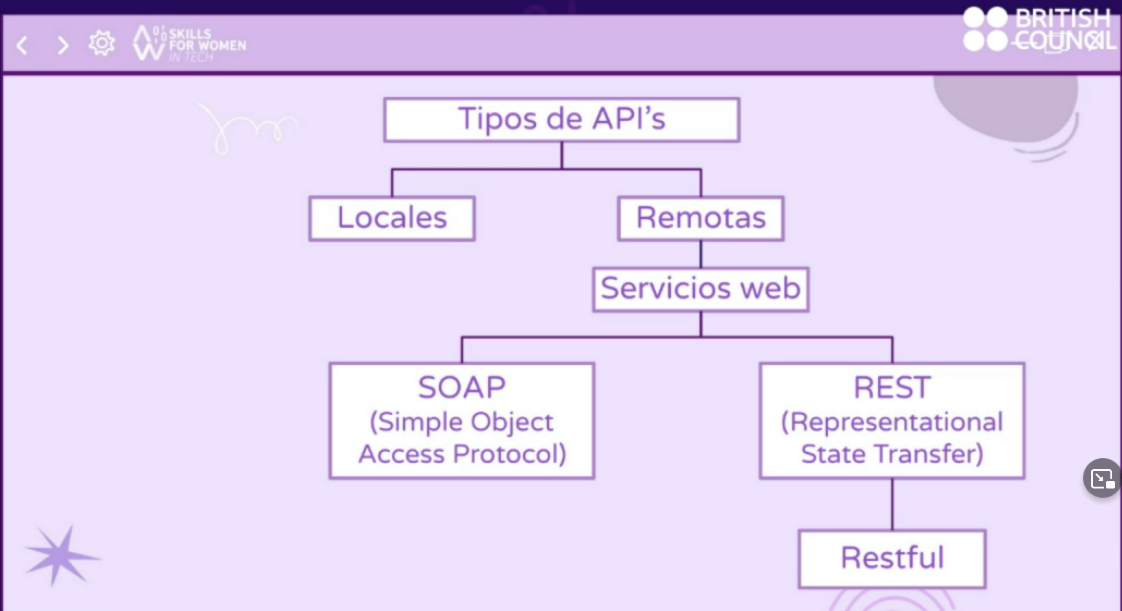 SKILLS
FOR WOMEN
IN TECH
BRITISH
COUNCIL
Tipos de API's
Locales
Remotas
Servicios web
SOAP
(Simple Object
Access Protocol)
REST
(Representational
State Transfer)
Restful